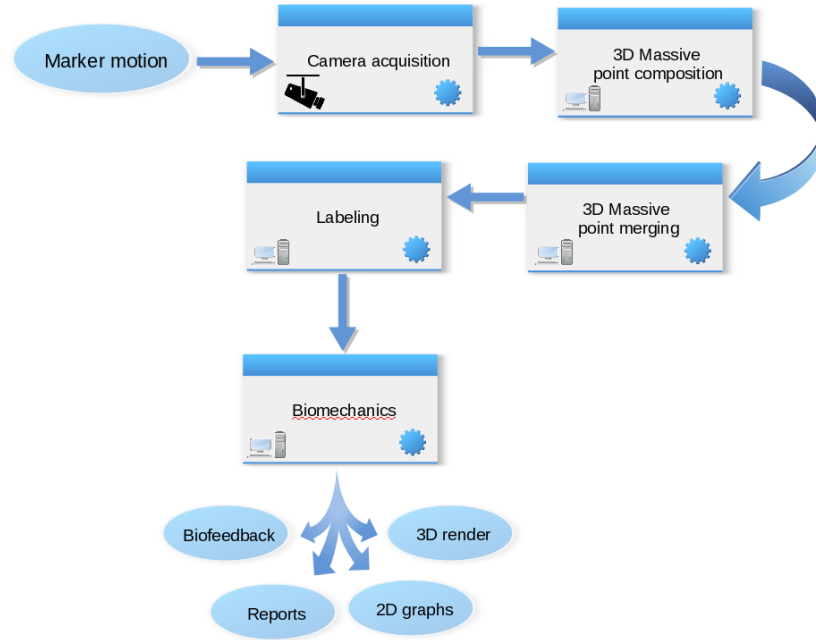 Marker motion
Camera acquisition
3D Massive
point composition
3D Massive
point merging
Labeling
Biomechanics
Biofeedback
3D render
Reports
2D graphs